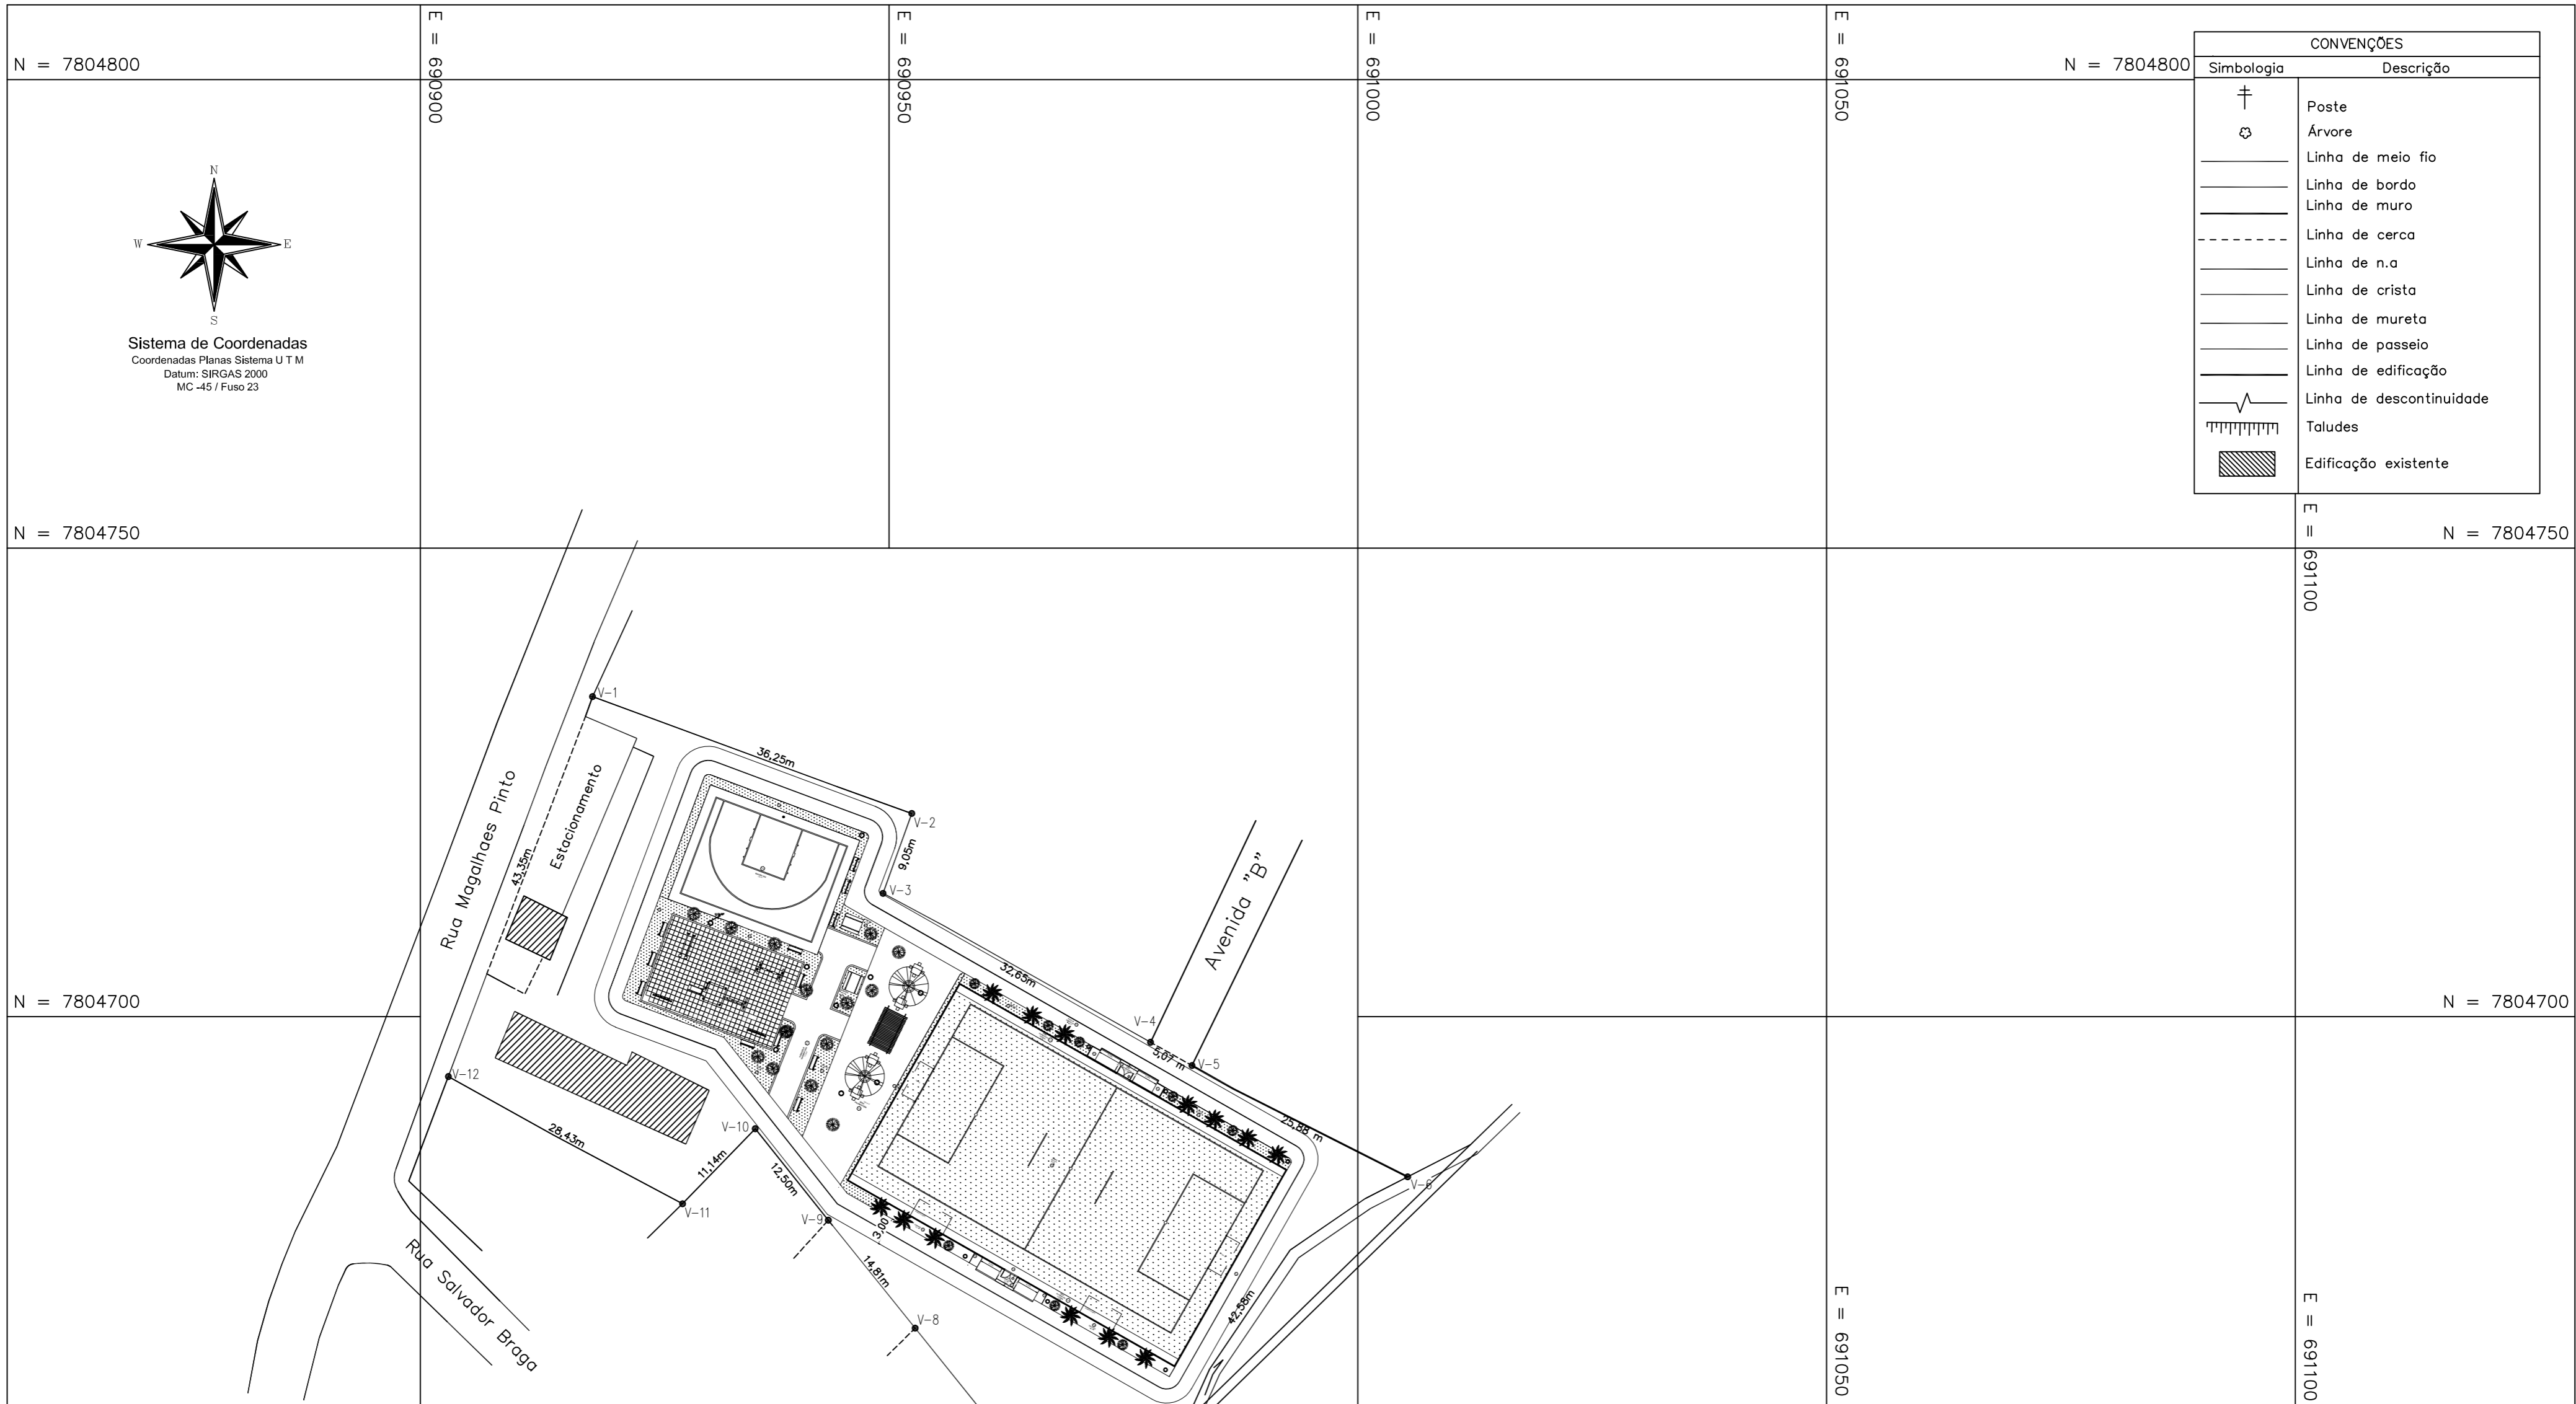 E = 690900
E = 690950
E = 691000
E = 691050
N = 7804800
N = 7804800
CONVENÇÕES
Simbologia Descrição
Poste
Árvore
Linha de meio fio
Linha de bordo
Linha de muro
Linha de cerca
Linha de n.a
Linha de crista
Linha de mureta
Linha de passeio
Linha de edificação
Linha de descontinuidade
Taludes
Edificação existente
N
W
E
S
Sistema de Coordenadas
Coordenadas Planas Sistema U T M
Datum: SIRGAS 2000
MC -45 / Fuso 23
N = 7804750
N = 7804750
E = 691100
V-1
36,25m
V-2
9,05m
V-3
Rua Magalhaes Pinto
43,35m
Estacionamento
Avenida "B"
32,65m
N = 7804700
N = 7804700
V-4
5,07 m
V-5
V-12
25,88 m
28,43m
V-10
11,14m
12,50m
V-6
V-11
V-9
3,00
14,81m
Rua Salvador Braga
42,58m
V-8
E = 691050
E = 691100